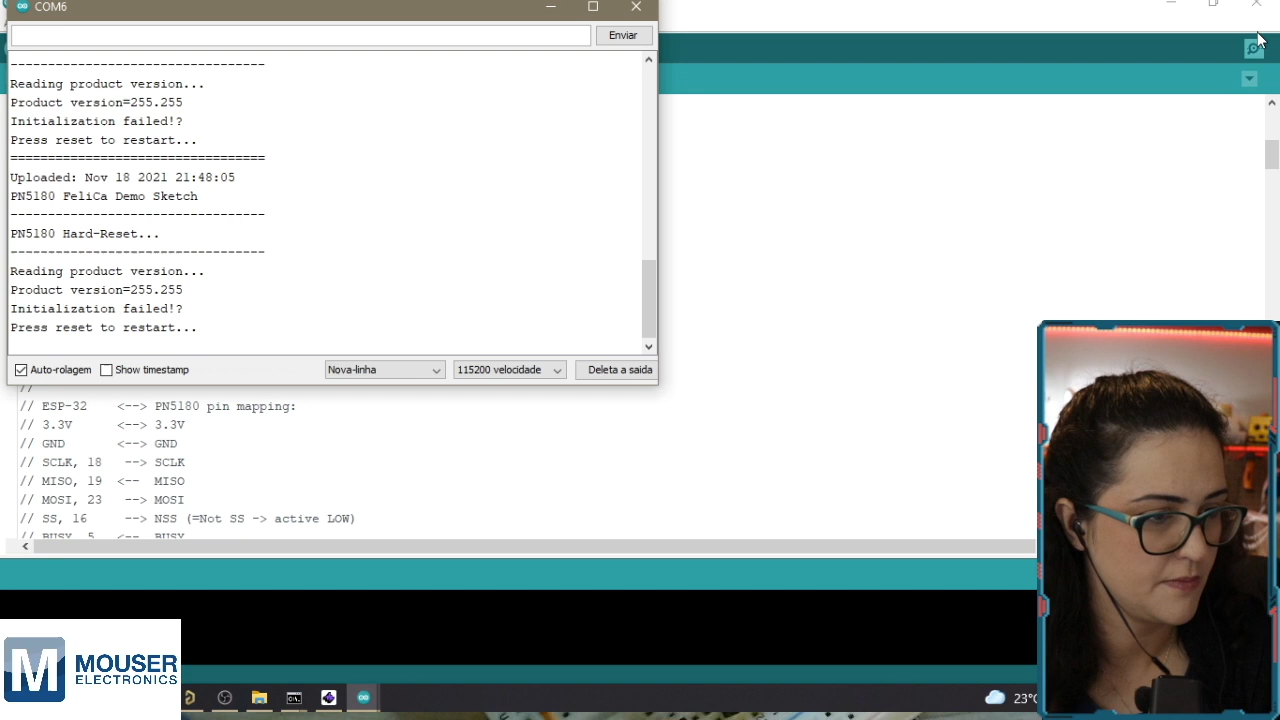 COM6
Enviar
----------------------------------
Reading product version...
Product version=255.255
Initialization failed!?
Press reset to restart...
==================================
Uploaded: Nov 18 2021 21:48:05
PN5180 FeliCa Demo Sketch
----------------------------------
PN5180 Hard-Reset...
----------------------------------
Reading product version...
Product version=255.255
Initialization failed!?
Press reset to restart...
Auto-rolagem Show timestamp Nova-linha 115200 velocidade Deleta a saida
//
// ESP-32 <--> PN5180 pin mapping:
// 3.3V <--> 3.3V
// GND <--> GND
// SCLK, 18 --> SCLK
// MISO, 19 <-- MISO
// MOSI, 23 --> MOSI
// SS, 16 --> NSS (=Not SS -> active LOW)
// BUSY, 5 <-- BUSY
M MOUSER
ELECTRONICS
23°